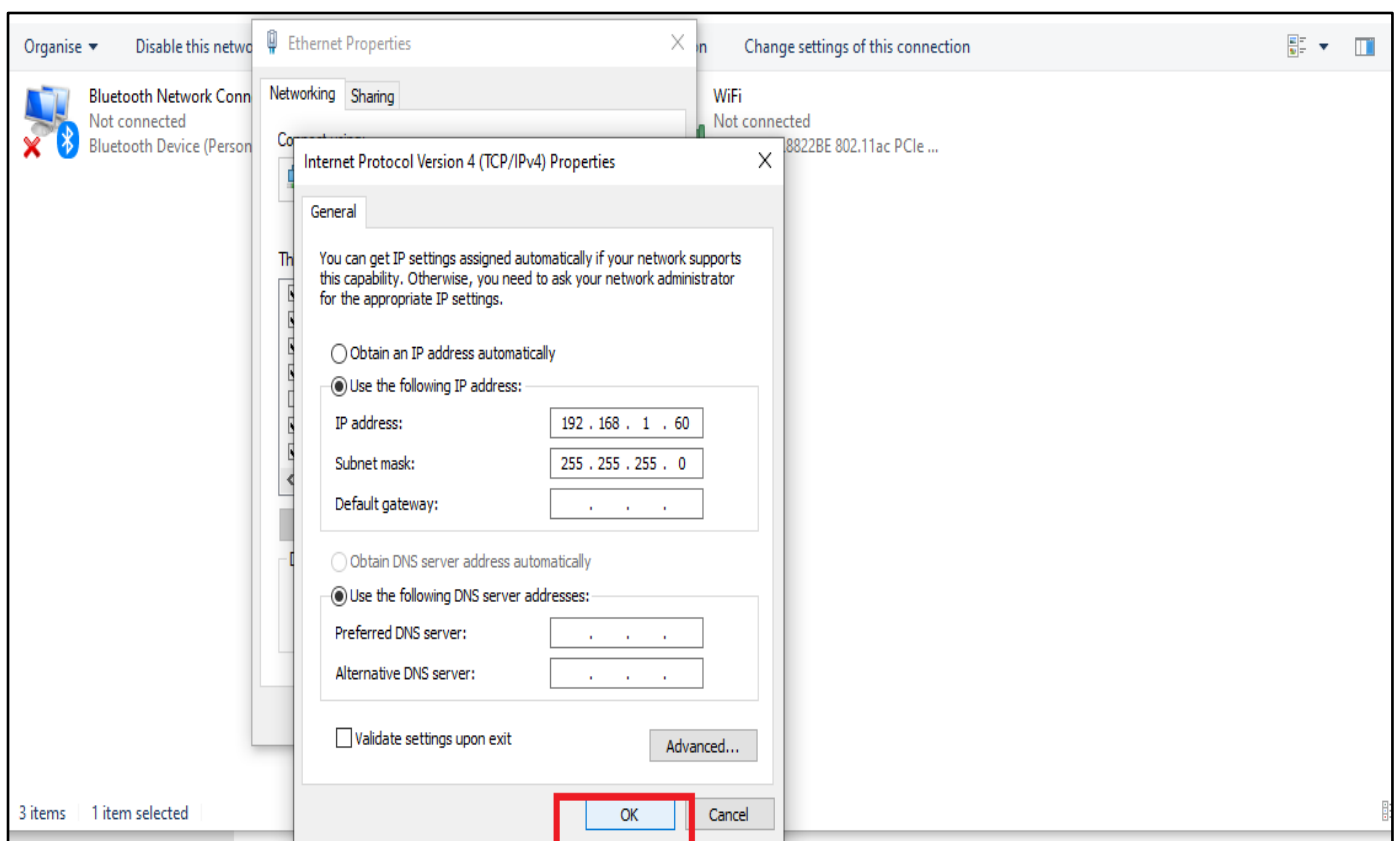 Organise Disable this netwo on Change settings of this connection
Ethernet Properties
Networking Sharing
Bluetooth Network Conn
Not connected
Bluetooth Device (Person
WiFi
Not connected
8822BE 802.11ac PCIe ...
Internet Protocol Version 4 (TCP/IPv4) Properties
General
Th
You can get IP settings assigned automatically if your network supports
this capability. Otherwise, you need to ask your network administrator
for the appropriate IP settings.
Obtain an IP address automatically
Use the following IP address:
IP address: 192 . 168 . 1 . 60
Subnet mask: 255 . 255 . 255 . 0
Default gateway: . . .
Obtain DNS server address automatically
Use the following DNS server addresses:
Preferred DNS server: . . .
Alternative DNS server: . . .
Validate settings upon exit
Advanced...
OK Cancel
3 items 1 item selected